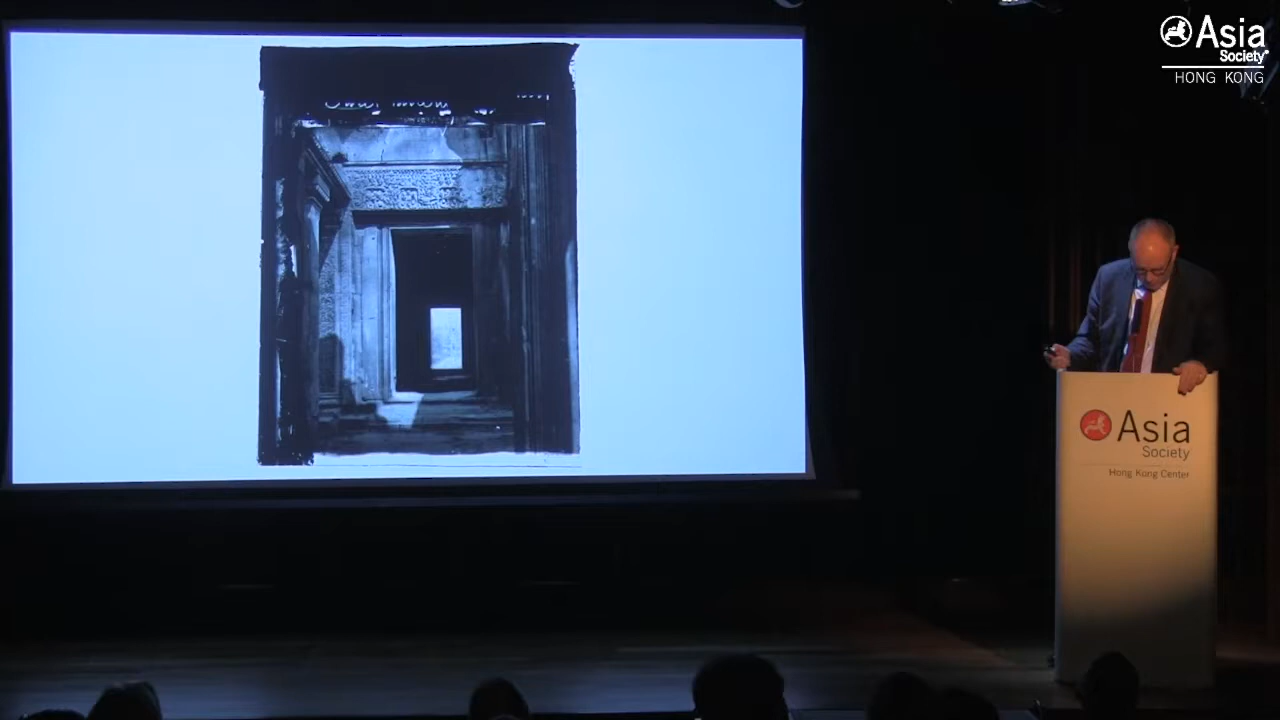 Asia
Society
HONG KONG
Asia
Society
Hong Kong Center